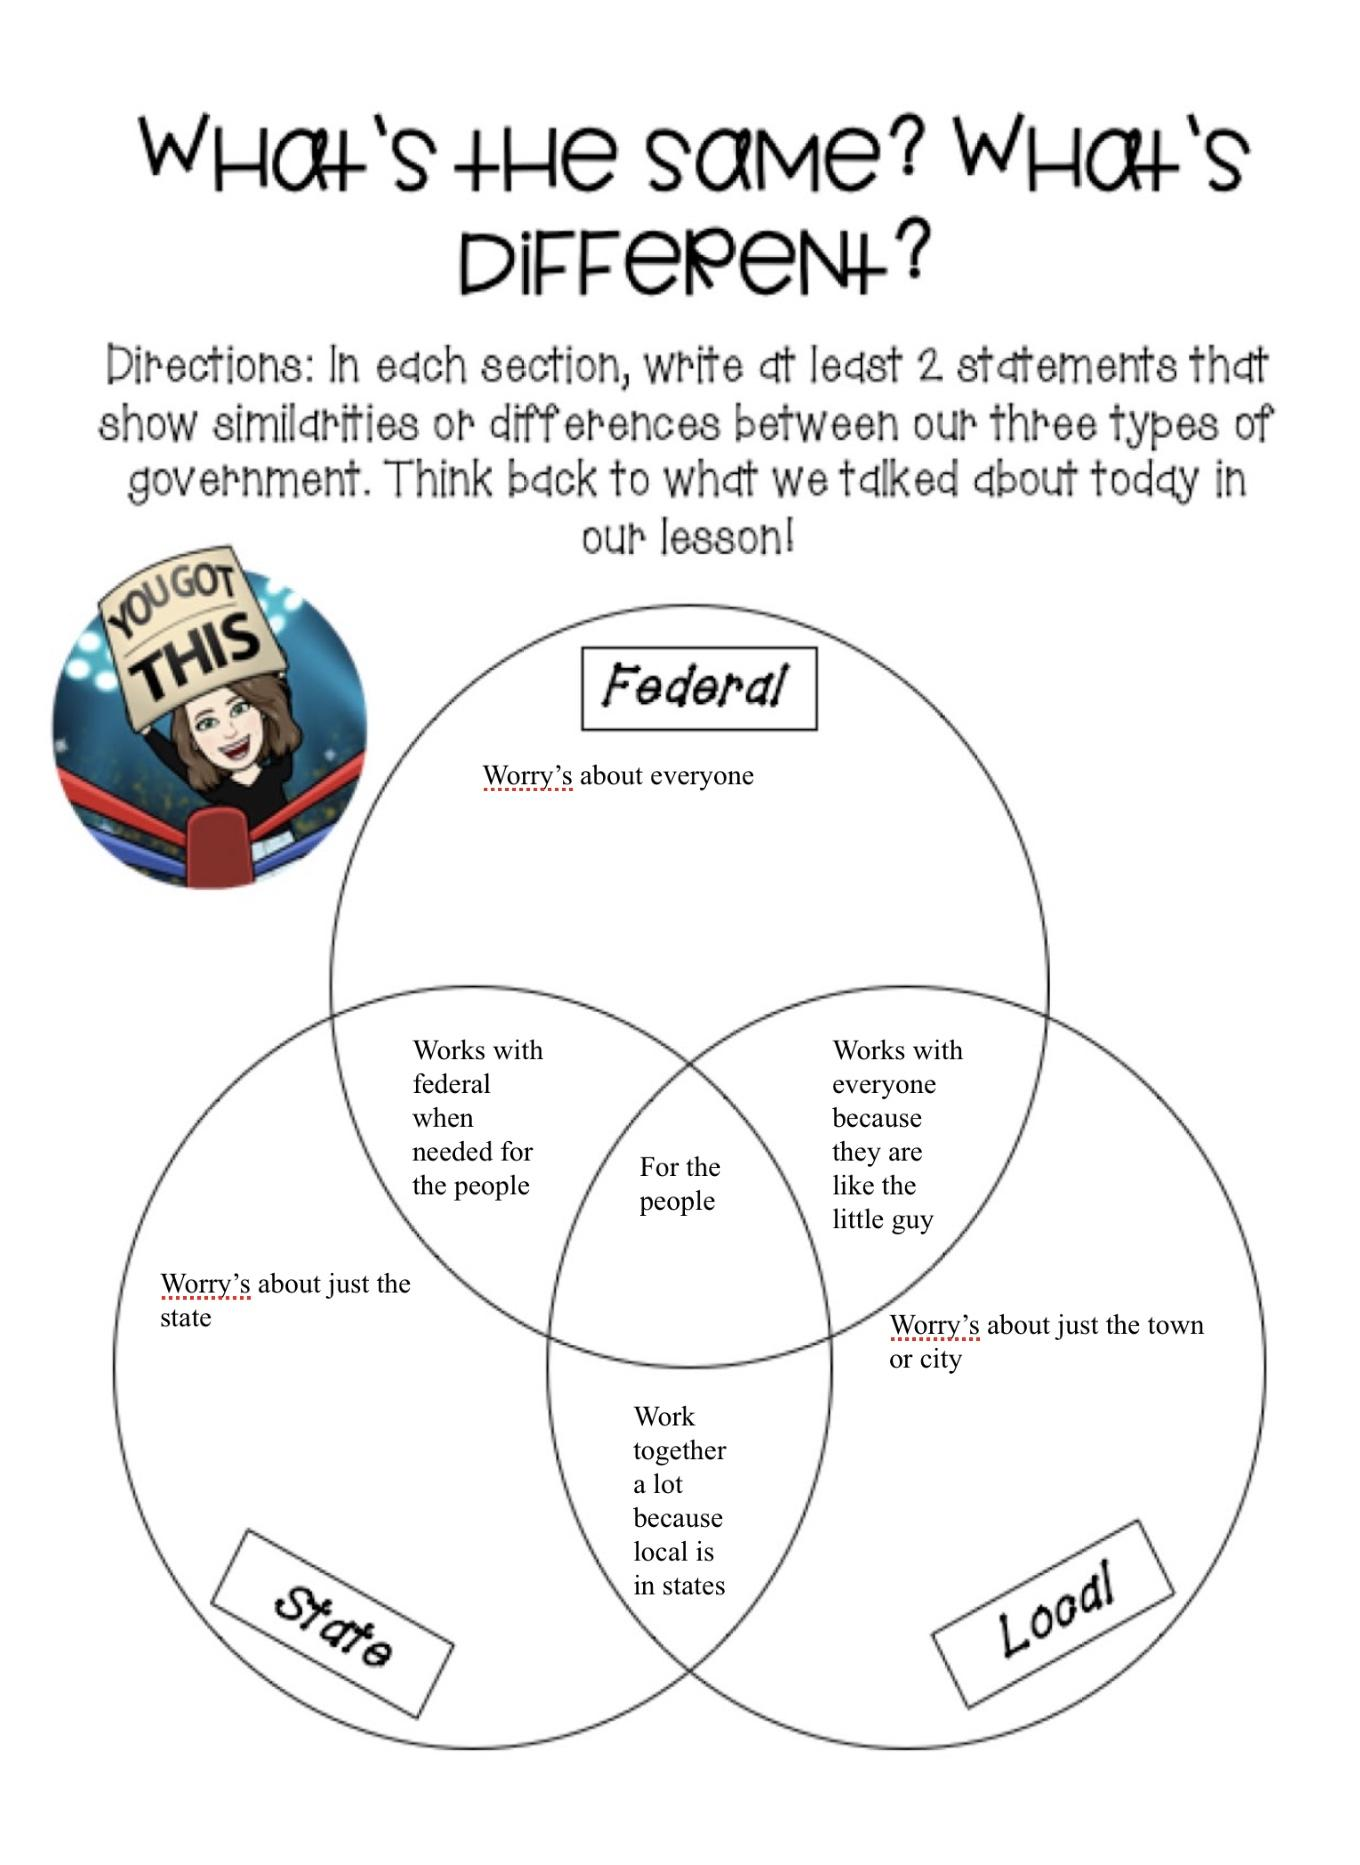 What's the same? What's
Different?
Directions: In each section, write at least 2 statements that
show similarities or differences between our three types of
government. Think back to what we talked about today in
our lesson!
YOU GOT
THIS
Federal
Worry’s about everyone
Works with
federal
when
needed for
the people
For the
people
Works with
everyone
because
they are
like the
little guy
Worry’s about just the
state
Worry’s about just the town
or city
Work
together
a lot
because
local is
in states
State
Local